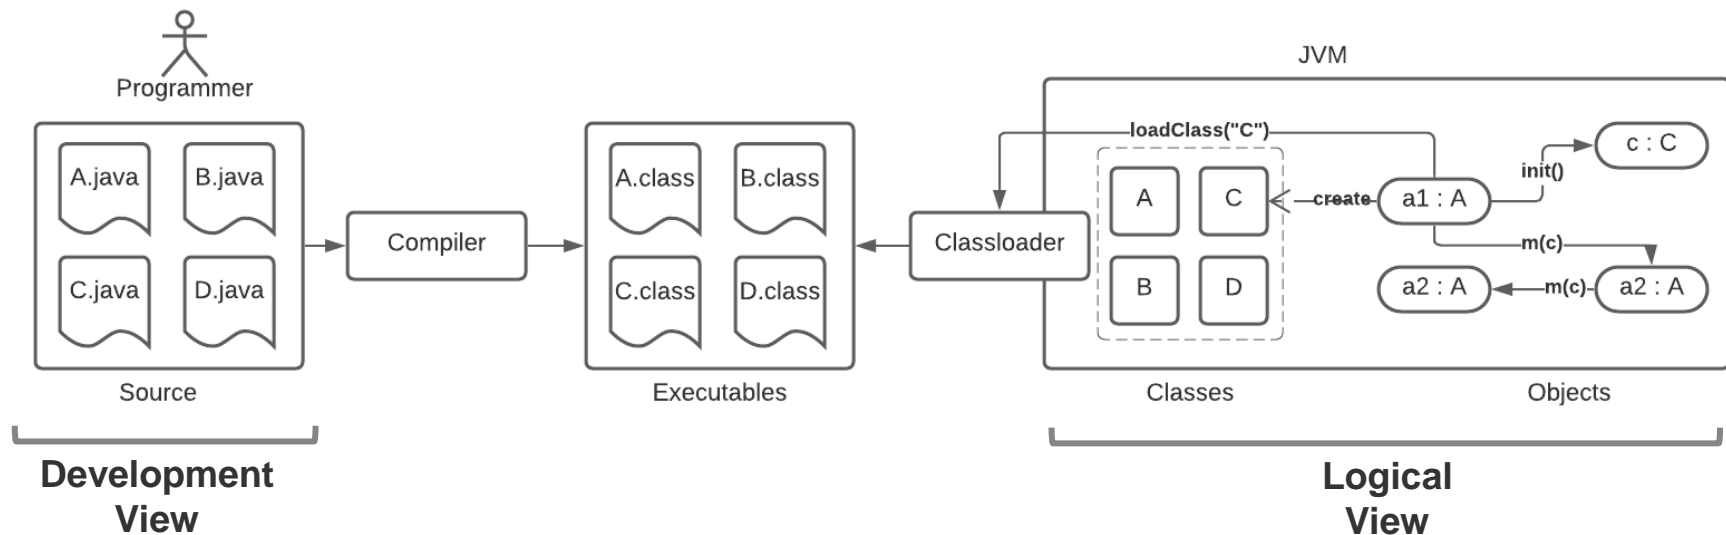 Programmer
JVM
A.java
B.java
C.java
D.java
Source
Compiler
A.class
B.class
C.class
D.class
Executables
Classloader
loadClass("C")
A
C
B
D
Classes
create
a1 : A
init()
c : C
m(c)
a2 : A
m(c)
a2 : A
Objects
Development
View
Logical
View